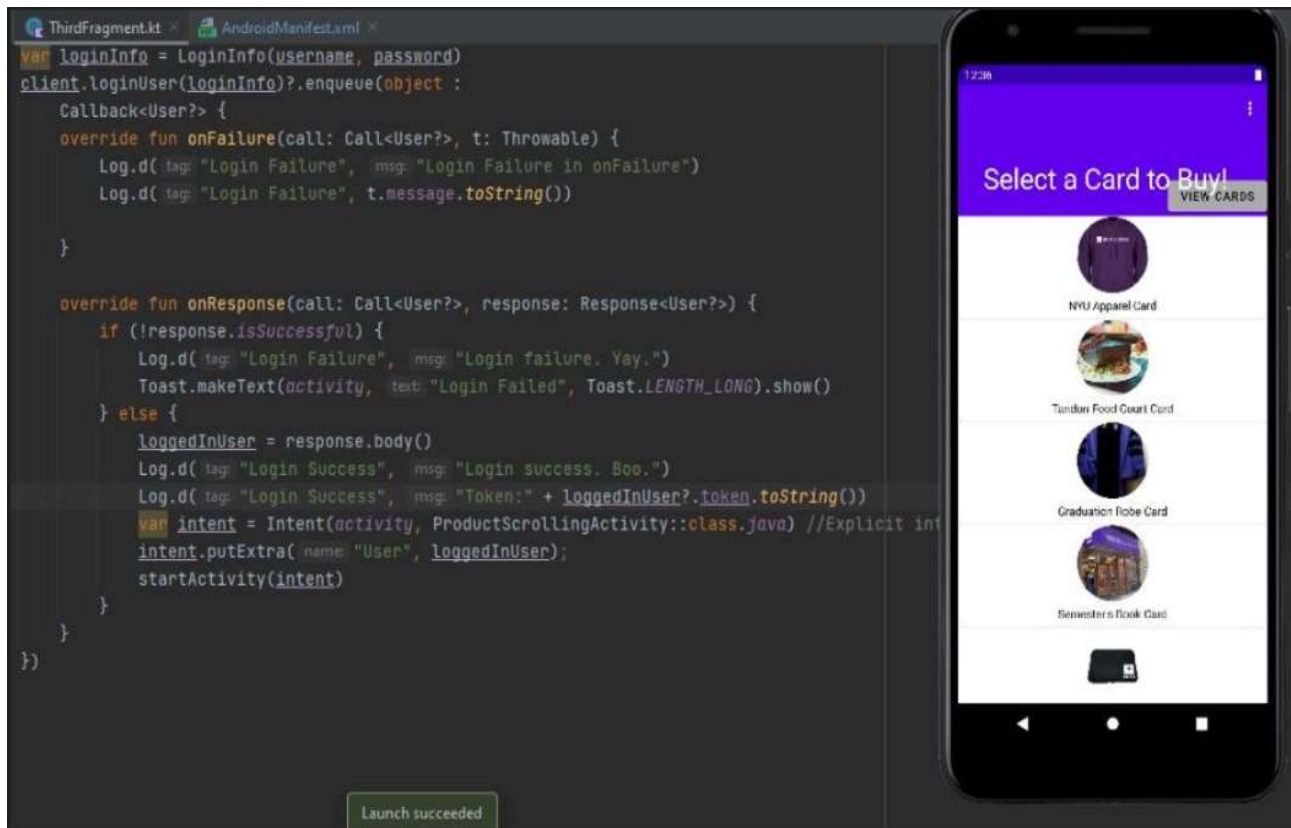 ThirdFragment.kt
AndroidManifest.xml
var loginInfo = LoginInfo(username, password)
client.loginUser(loginInfo)?.enqueue(object :
Callback<User?> {
override fun onFailure(call: Call<User?>, t: Throwable) {
Log.d( tag: "Login Failure", msg: "Login Failure in onFailure")
Log.d( tag: "Login Failure", t.message.toString())
}
override fun onResponse(call: Call<User?>, response: Response<User?>) {
if (!response.isSuccessful) {
Log.d( tag: "Login Failure", msg: "Login failure. Yay.")
Toast.makeText(activity, text: "Login Failed", Toast.LENGTH_LONG).show()
} else {
loggedInUser = response.body()
Log.d( tag: "Login Success", msg: "Login success. Boo.")
Log.d( tag: "Login Success", msg: "Token:" + loggedInUser?.token.toString())
var intent = Intent(activity, ProductScrollingActivity::class.java) //Explicit int
intent.putExtra( name: "User", loggedInUser);
startActivity(intent)
}
}
})
Launch succeeded
12:36
Select a Card to Buy!
VIEW CARDS
NYU Apparel Card
Tandon Food Court Card
Graduation Robe Card
Semester's Book Card